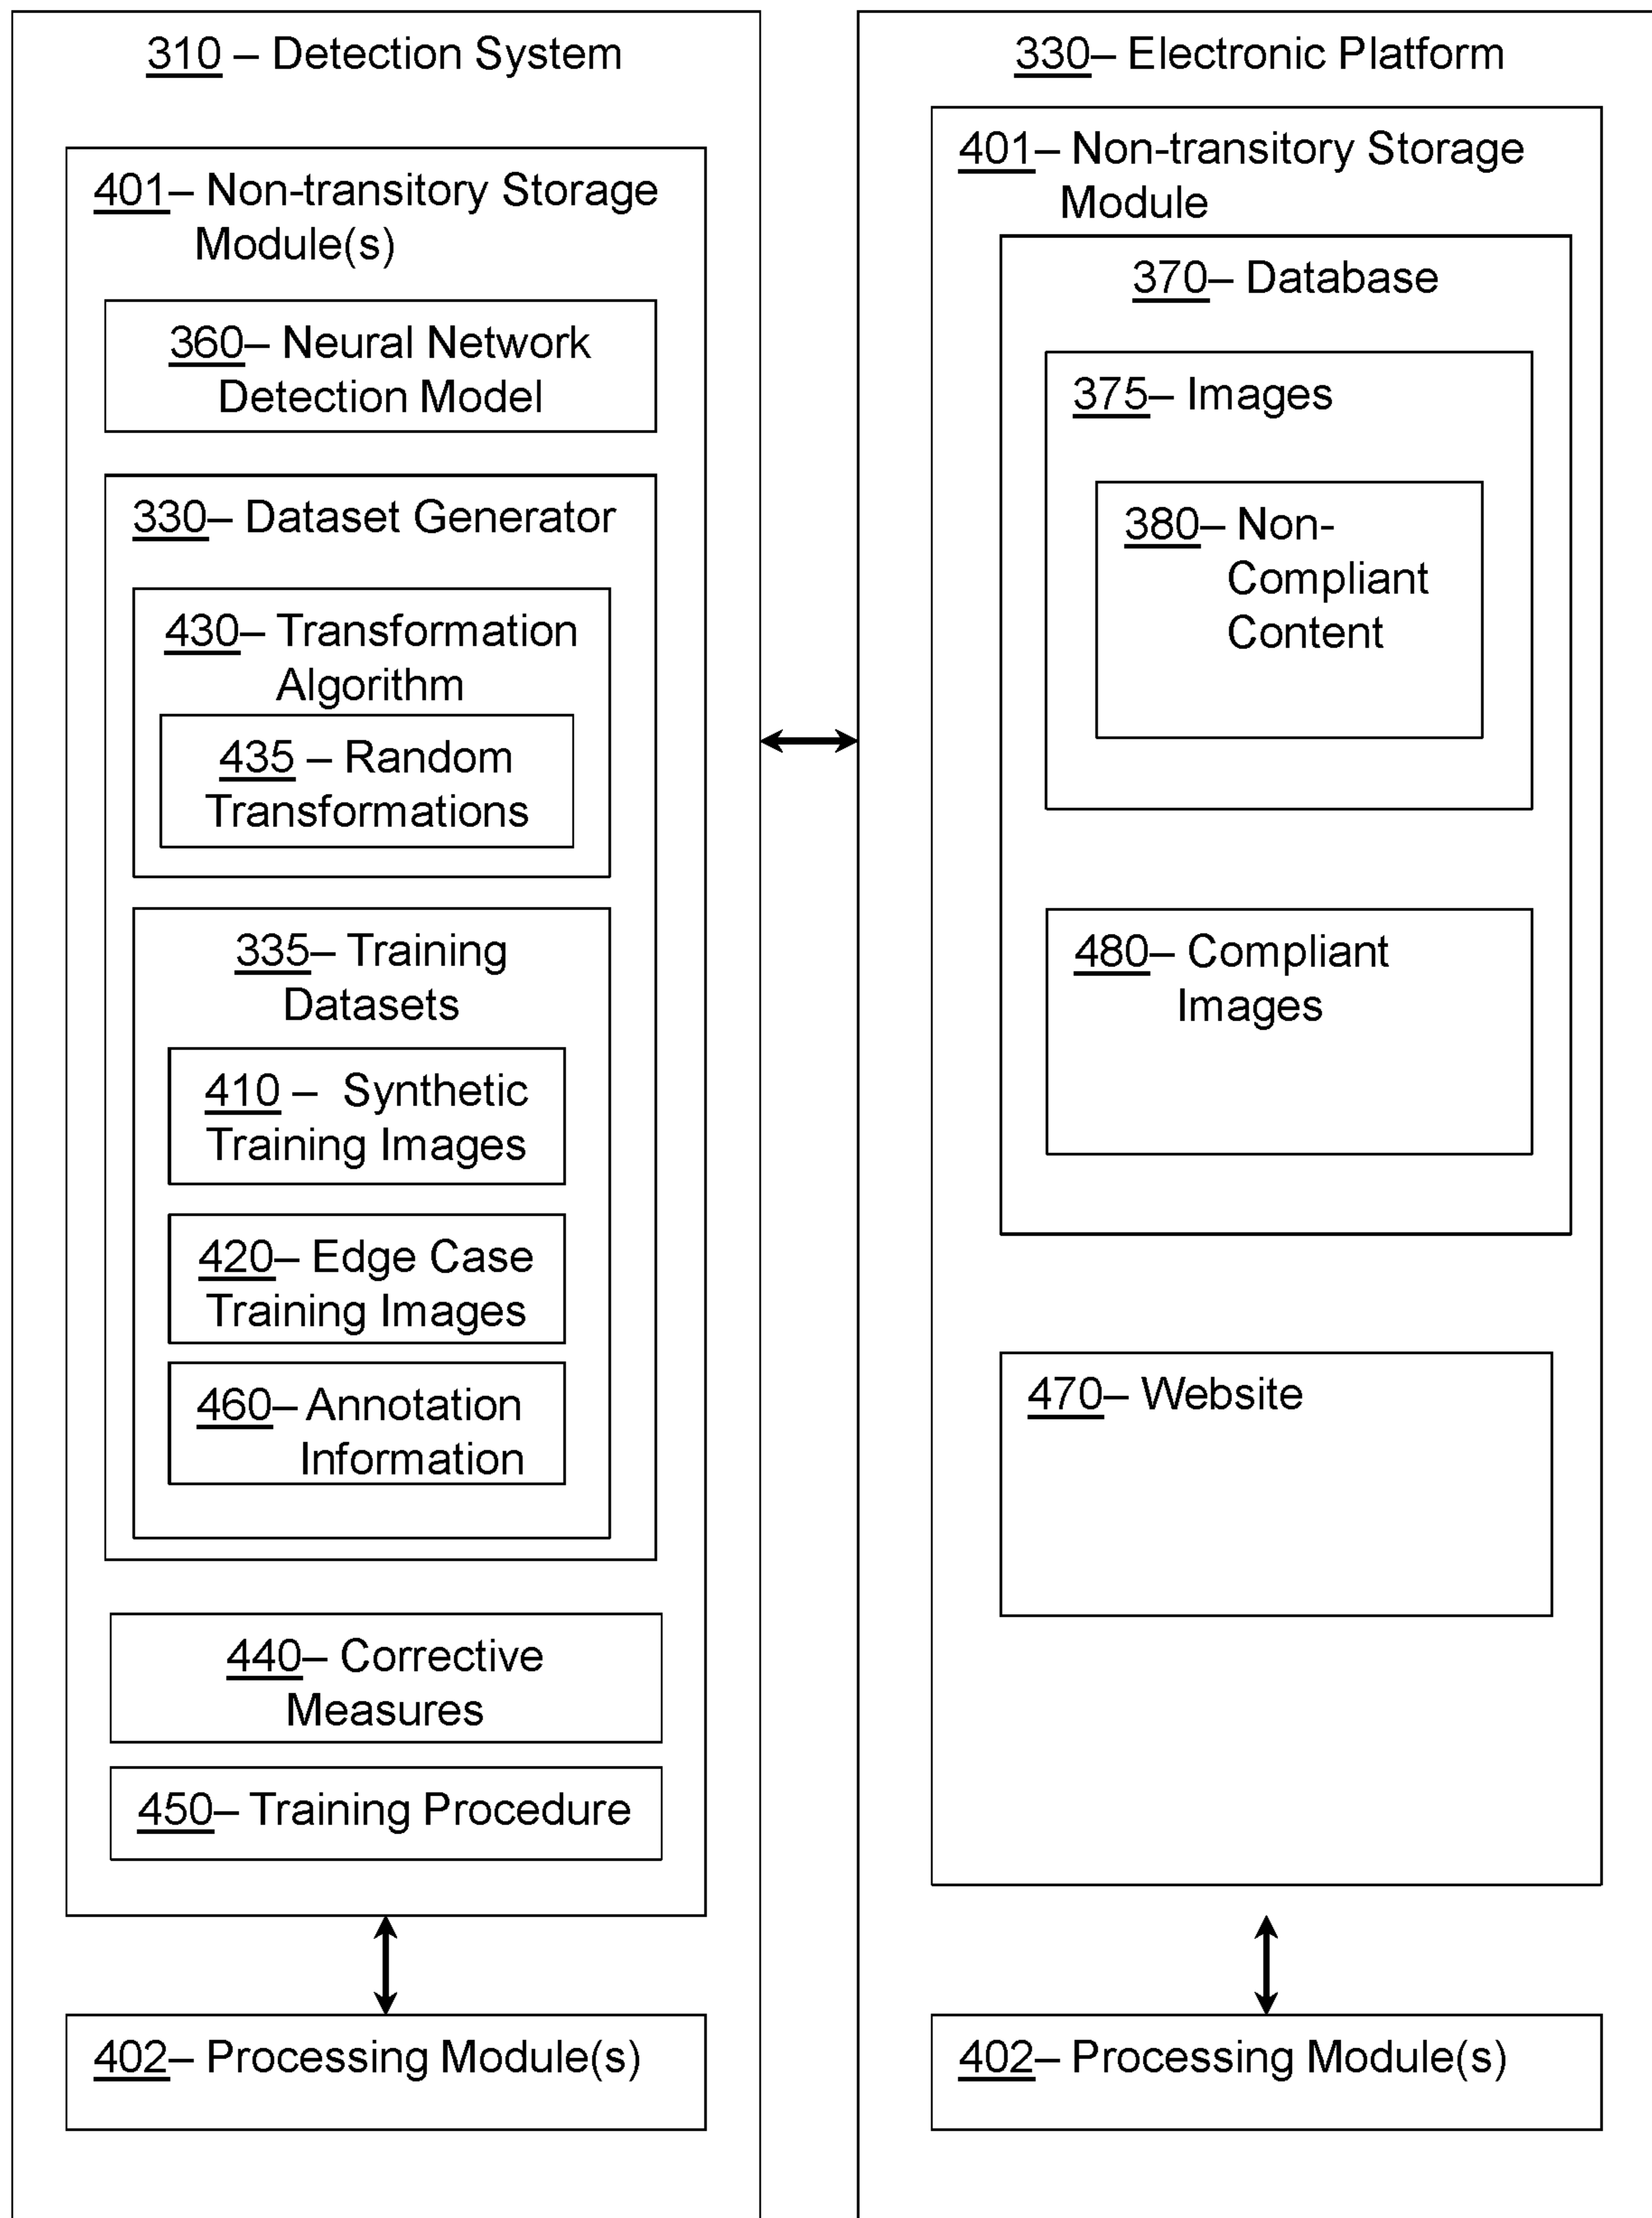 310 – Detection System
401– Non-transitory Storage
Module(s)
360– Neural Network
Detection Model
330– Dataset Generator
430– Transformation
Algorithm
435 – Random
Transformations
335– Training
Datasets
410 – Synthetic
Training Images
420– Edge Case
Training Images
460– Annotation
Information
440– Corrective
Measures
450– Training Procedure
402– Processing Module(s)
330– Electronic Platform
401– Non-transitory Storage
Module
370– Database
375– Images
380– Non-
Compliant
Content
480– Compliant
Images
470– Website
402– Processing Module(s)